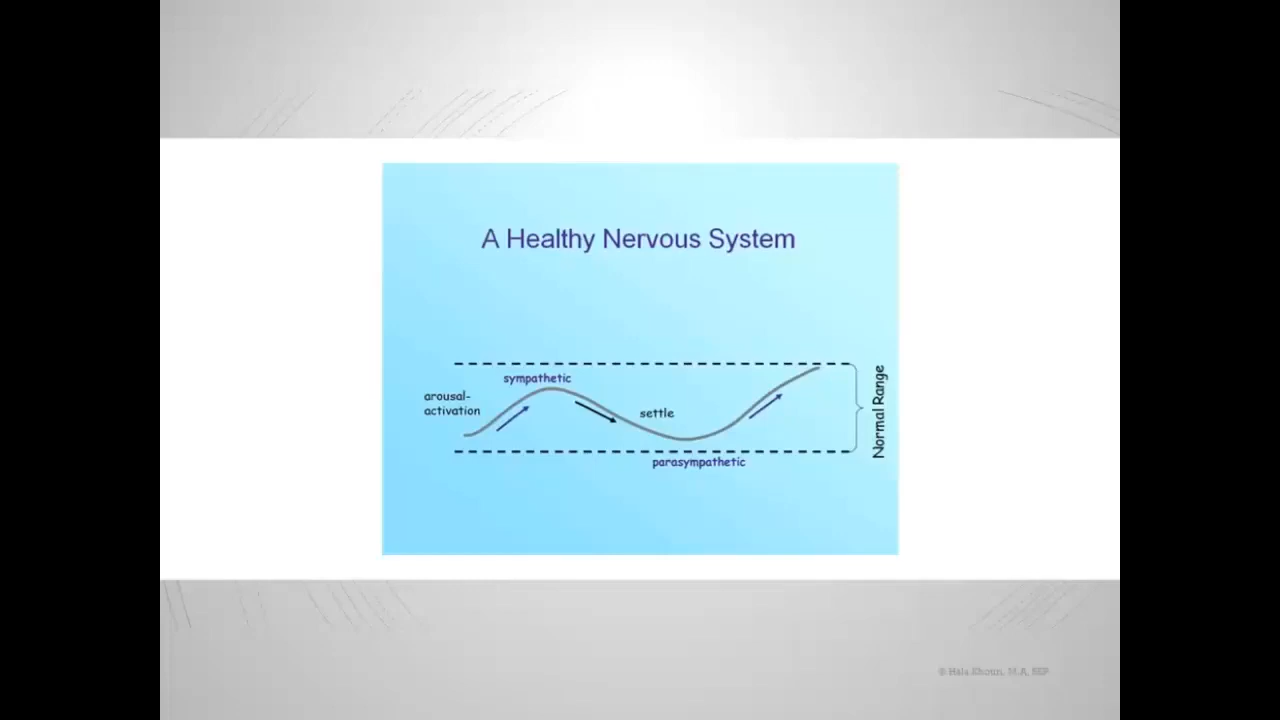 A Healthy Nervous System
sympathetic
arousal-
activation
settle
parasympathetic
Normal Range
© Hala Khouri, M.A, SEP